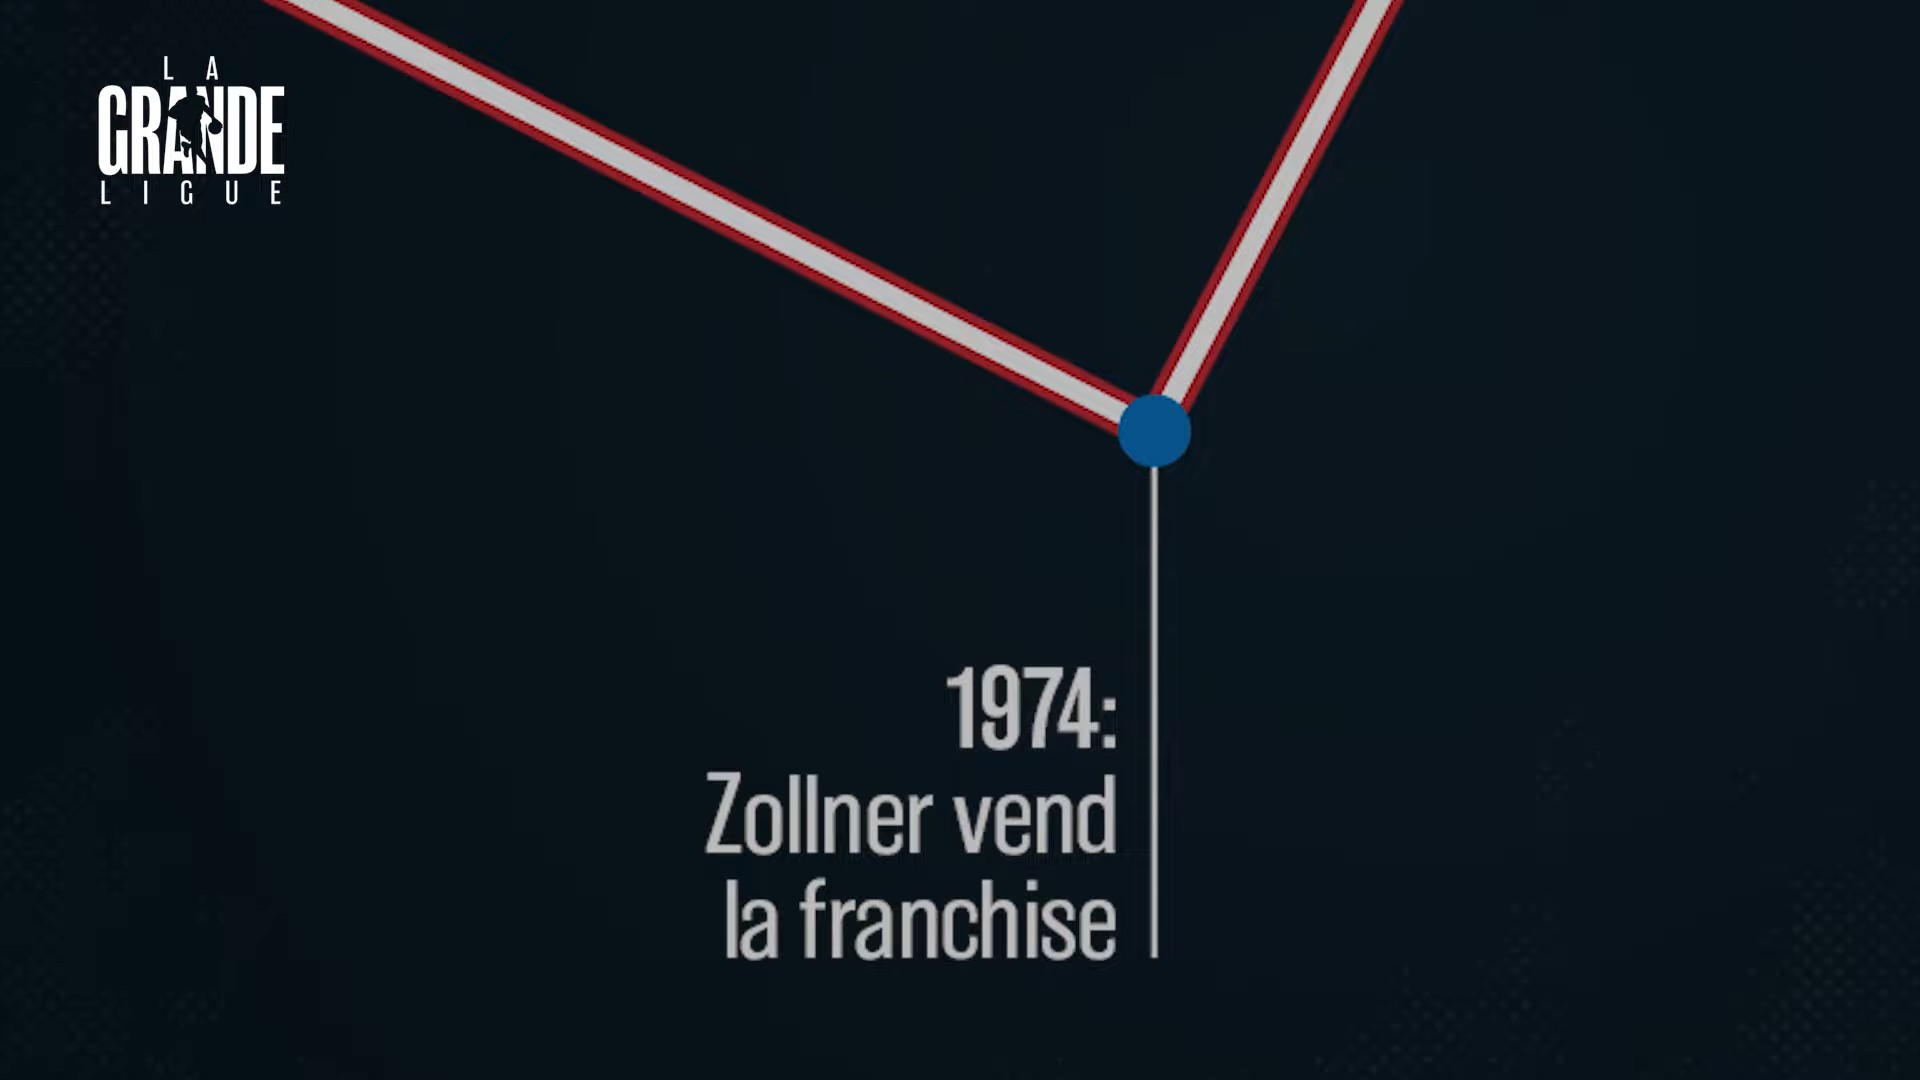 LA
GRANDE
LIGUE
1974:
Zollner vend
la franchise